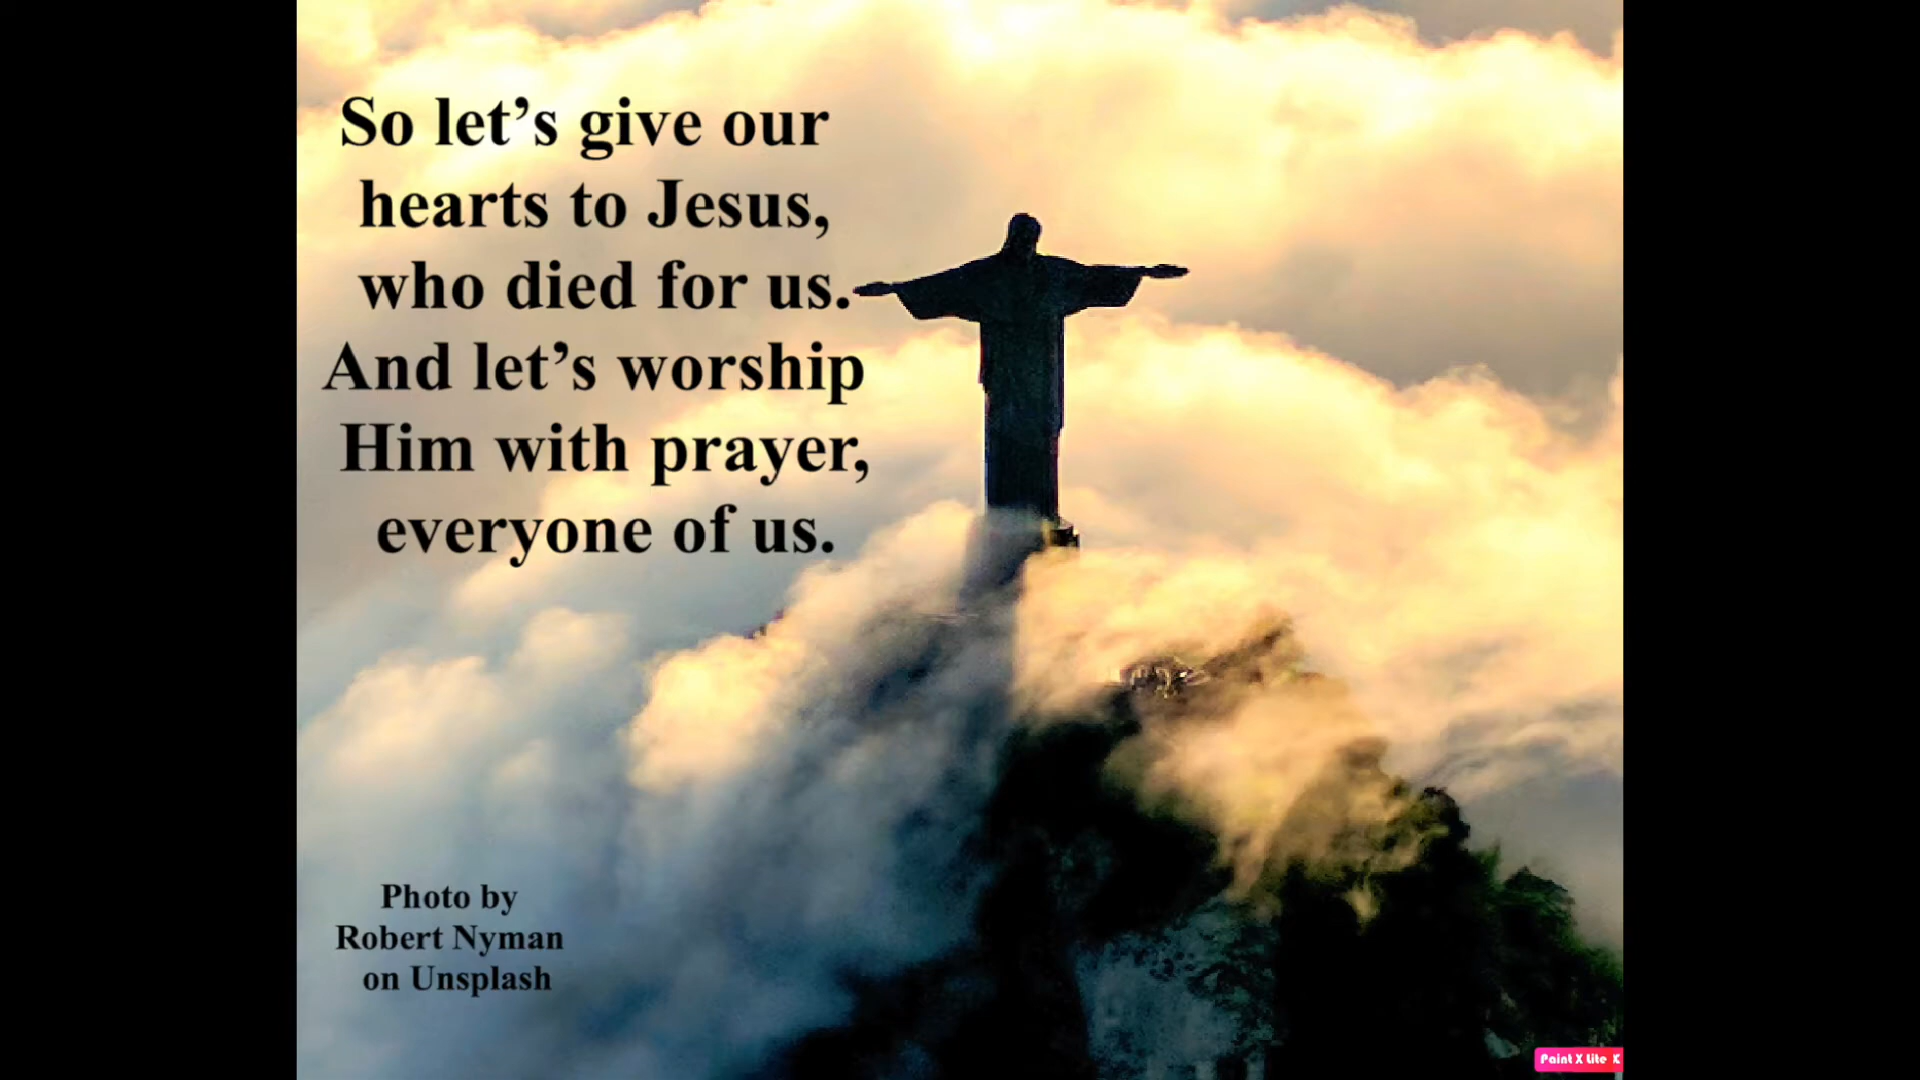 So let’s give our
hearts to Jesus,
who died for us.
And let’s worship
Him with prayer,
everyone of us.
Photo by
Robert Nyman
on Unsplash
Paint X Lite